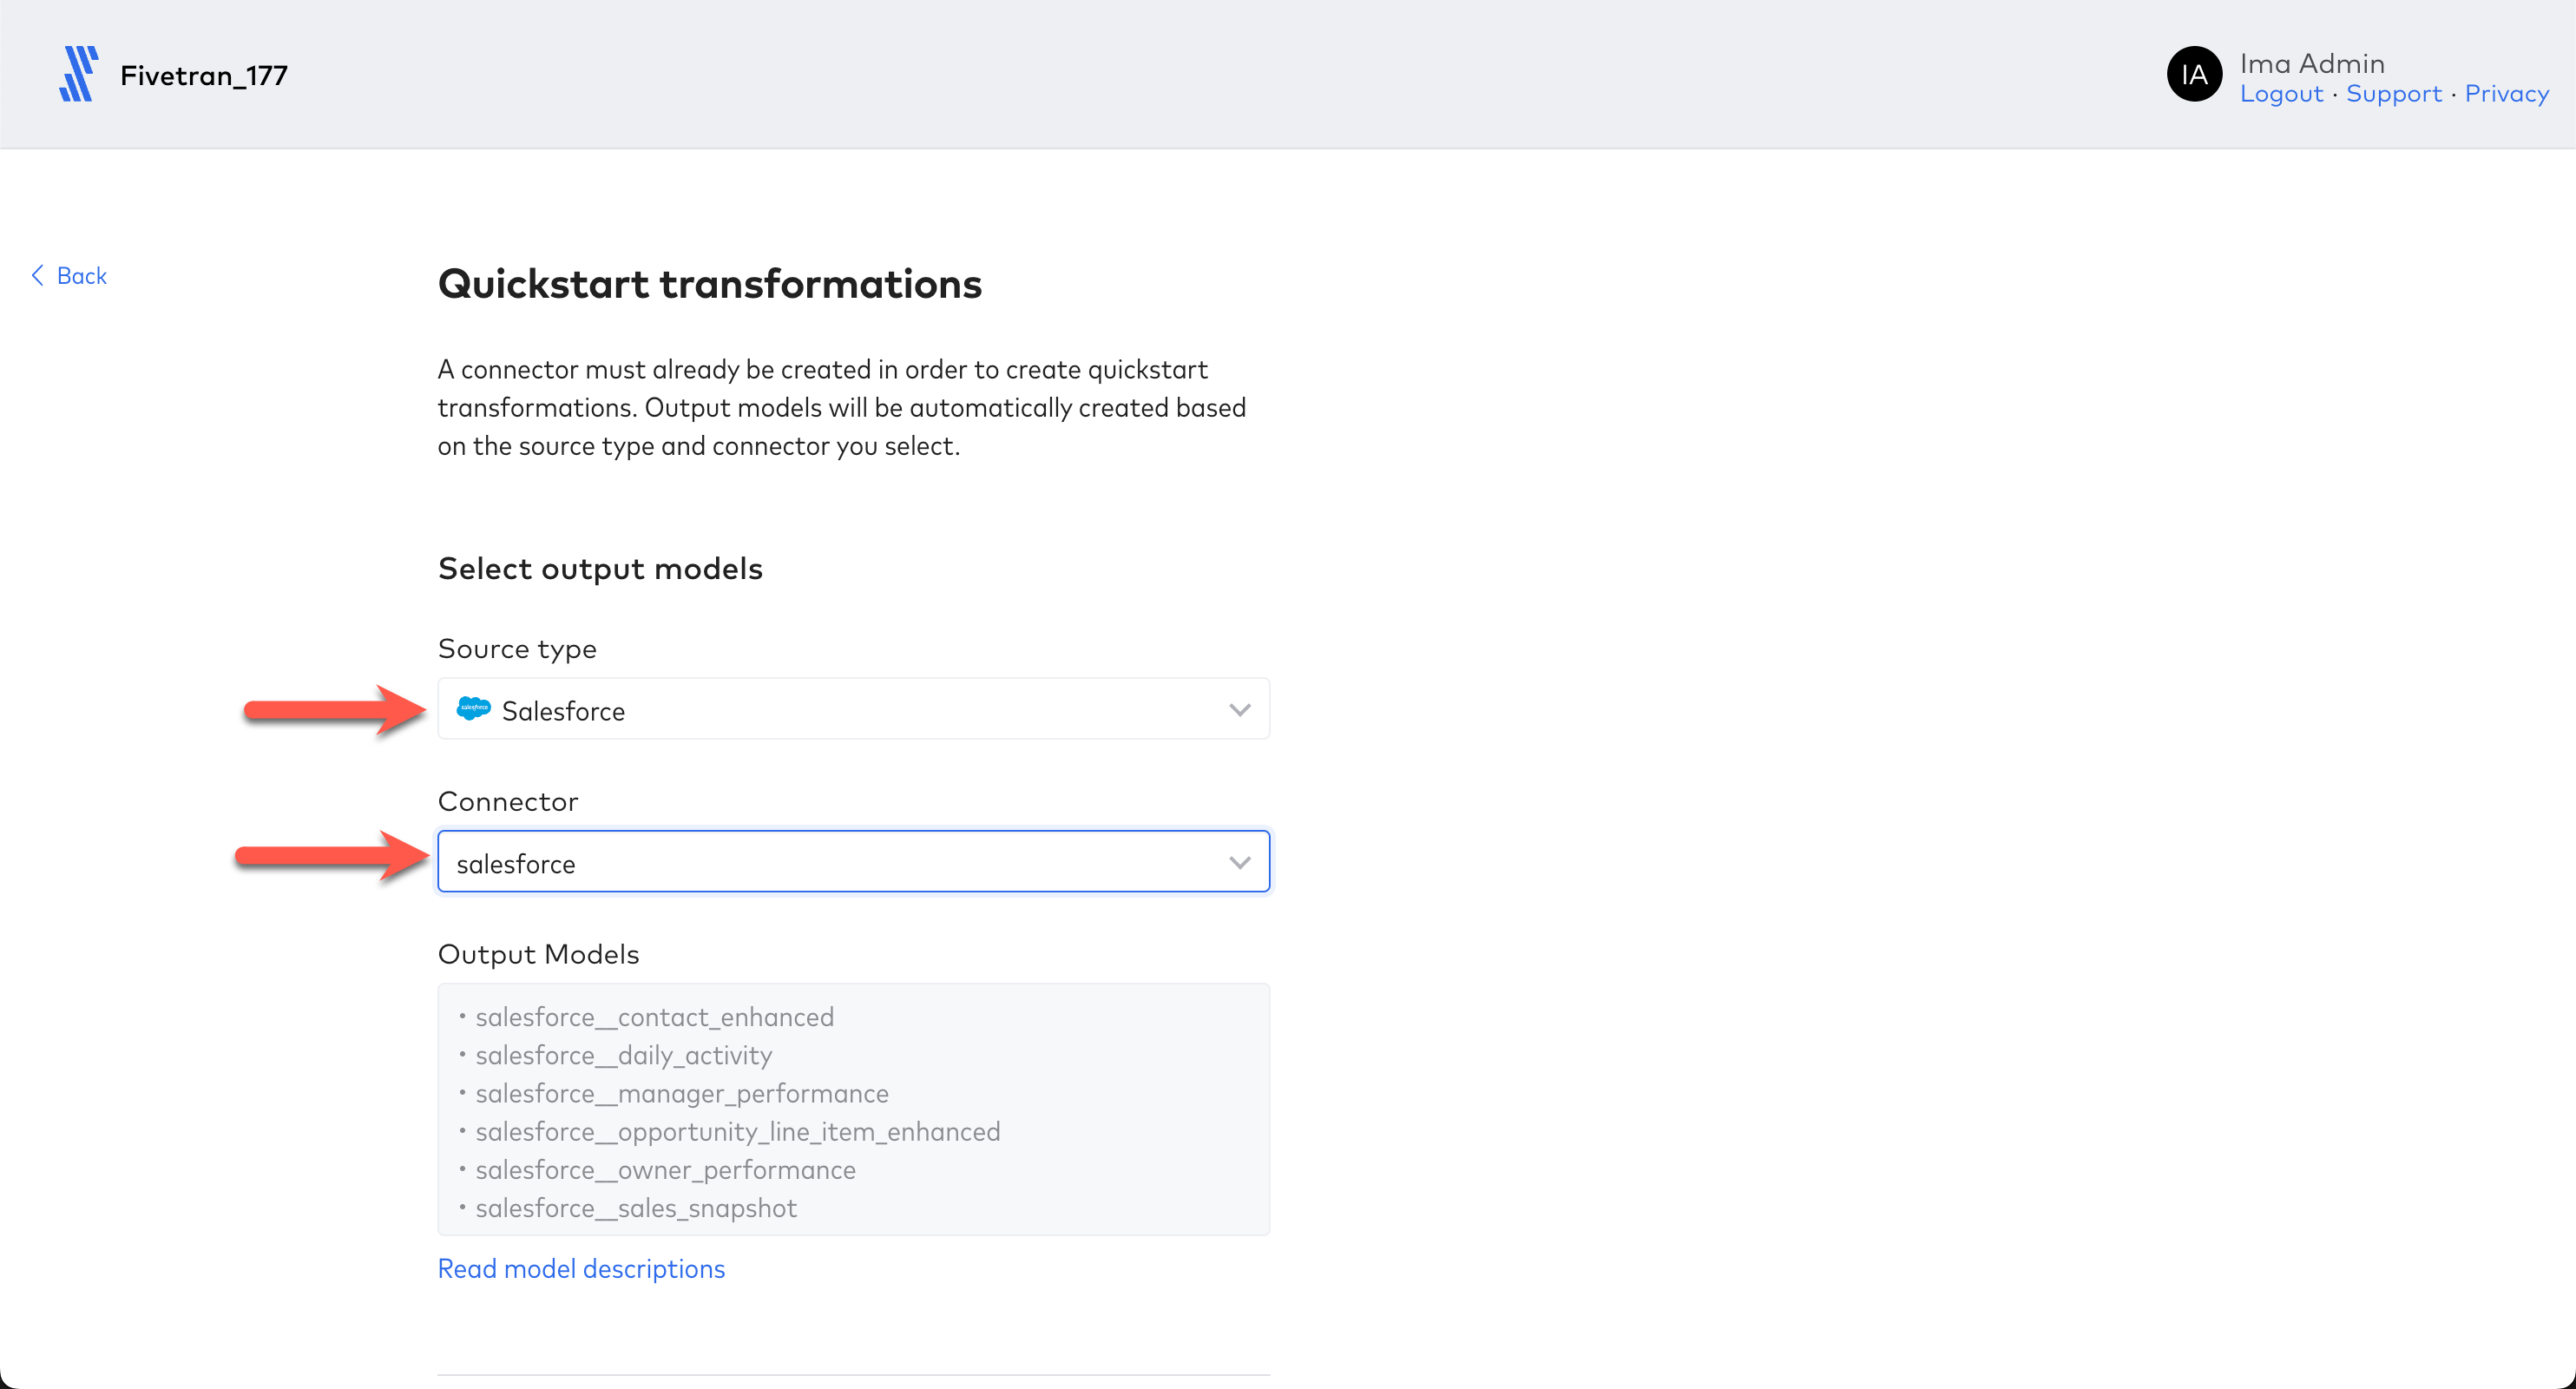 Fivetran_177
IA
Ima Admin
Logout · Support · Privacy
Back
Quickstart transformations
A connector must already be created in order to create quickstart
transformations. Output models will be automatically created based
on the source type and connector you select.
Select output models
Source type
salesforce
Salesforce
Connector
salesforce
Output Models
• salesforce__contact_enhanced
• salesforce__daily_activity
• salesforce__manager_performance
• salesforce__opportunity_line_item_enhanced
• salesforce__owner_performance
• salesforce__sales_snapshot
Read model descriptions